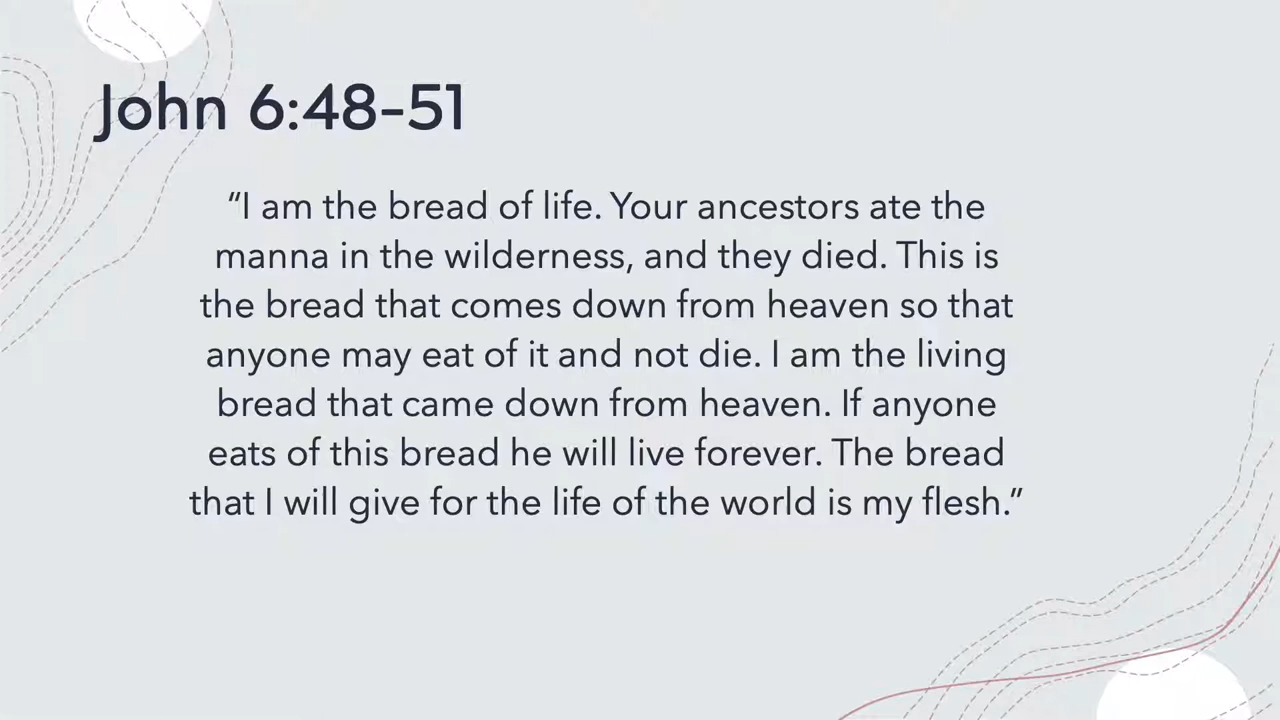 John 6:48-51
“I am the bread of life. Your ancestors ate the
manna in the wilderness, and they died. This is
the bread that comes down from heaven so that
anyone may eat of it and not die. I am the living
bread that came down from heaven. If anyone
eats of this bread he will live forever. The bread
that I will give for the life of the world is my flesh.”